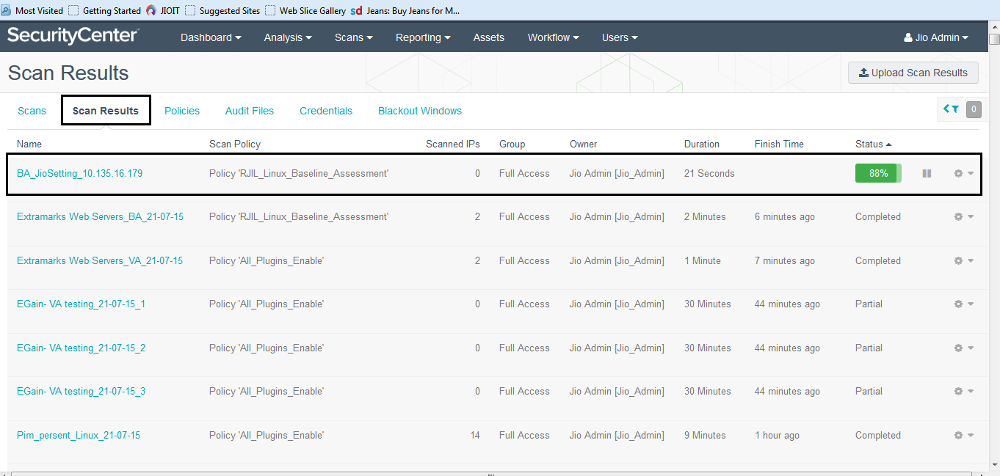 Most Visited Getting Started JIOIT Suggested Sites Web Slice Gallery sd Jeans: Buy Jeans for M...
SecurityCenter™ Dashboard Analysis Scans Reporting Assets Workflow Users Jio Admin
Scan Results Upload Scan Results
Scans Scan Results Policies Audit Files Credentials Blackout Windows 0
Name Scan Policy Scanned IPs Group Owner Duration Finish Time Status
BA_JioSetting_10.135.16.179 Policy 'RJIL_Linux_Baseline_Assessment' 0 Full Access Jio Admin [Jio_Admin] 21 Seconds 88%
Extramarks Web Servers_BA_21-07-15 Policy 'RJIL_Linux_Baseline_Assessment' 2 Full Access Jio Admin [Jio_Admin] 2 Minutes 6 minutes ago Completed
Extramarks Web Servers_VA_21-07-15 Policy 'All_Plugins_Enable' 2 Full Access Jio Admin [Jio_Admin] 1 Minute 7 minutes ago Completed
EGain- VA testing_21-07-15_1 Policy 'All_Plugins_Enable' 0 Full Access Jio Admin [Jio_Admin] 30 Minutes 44 minutes ago Partial
EGain- VA testing_21-07-15_2 Policy 'All_Plugins_Enable' 0 Full Access Jio Admin [Jio_Admin] 30 Minutes 44 minutes ago Partial
EGain- VA testing_21-07-15_3 Policy 'All_Plugins_Enable' 0 Full Access Jio Admin [Jio_Admin] 30 Minutes 44 minutes ago Partial
Pim_persent_Linux_21-07-15 Policy 'All_Plugins_Enable' 14 Full Access Jio Admin [Jio_Admin] 9 Minutes 1 hour ago Completed